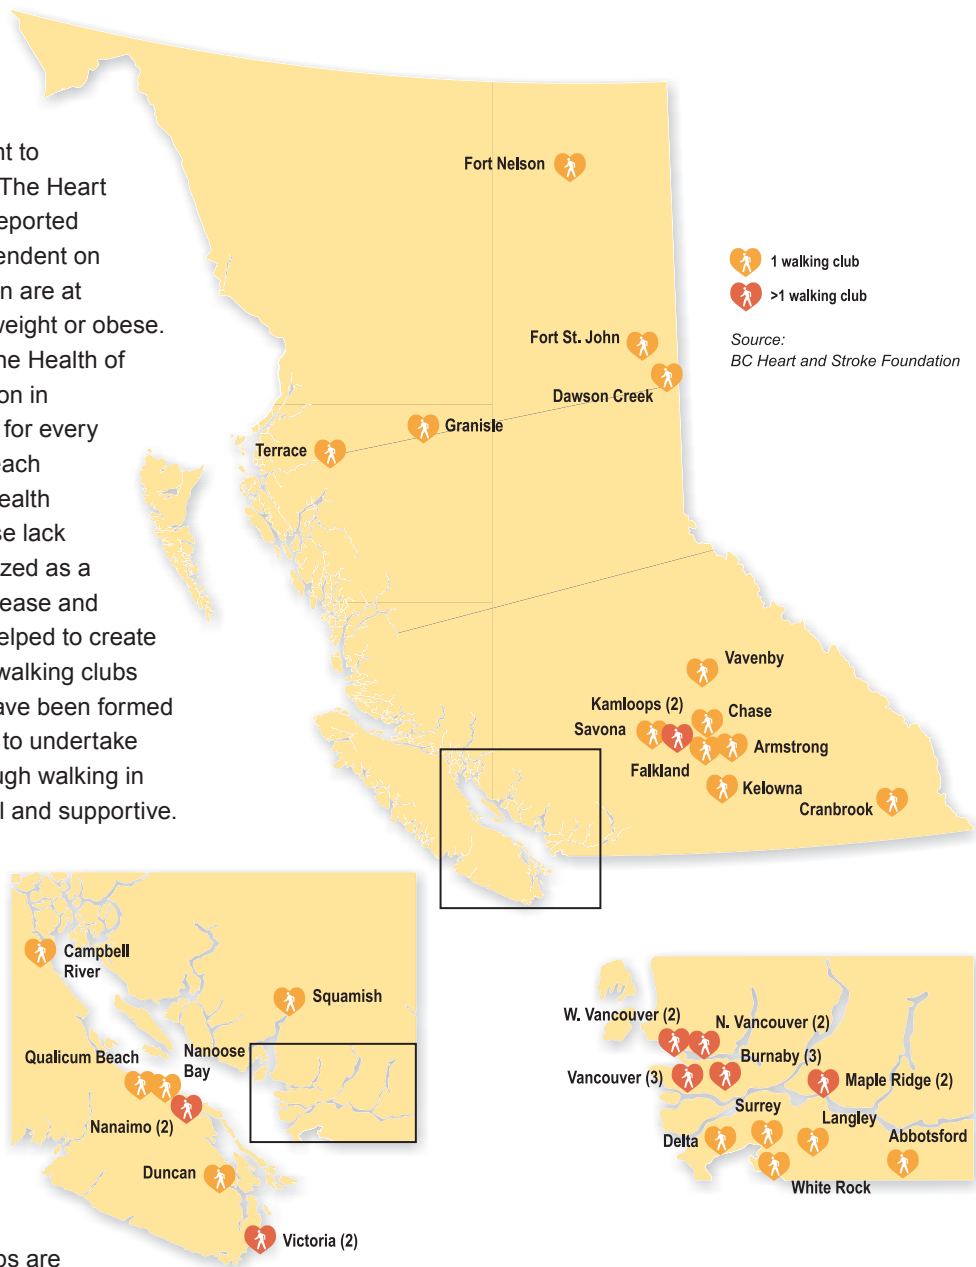 nt to
The Heart
eported
endent on
n are at
weight or obese.
he Health of
on in
for every
each
ealth
se lack
ized as a
ease and
elped to create
walking clubs
ave been formed
to undertake
ugh walking in
l and supportive.
Fort Nelson
1 walking club
>1 walking club
Source:
BC Heart and Stroke Foundation
Fort St. John
Dawson Creek
Granisle
Terrace
Vavenby
Kamloops (2)
Chase
Savona
Armstrong
Falkland
Kelowna
Cranbrook
Campbell
River
Squamish
Qualicum Beach
Nanoose
Bay
Nanaimo (2)
Duncan
Victoria (2)
W. Vancouver (2)
N. Vancouver (2)
Burnaby (3)
Vancouver (3)
Maple Ridge (2)
Surrey
Langley
Delta
Abbotsford
White Rock
ps are